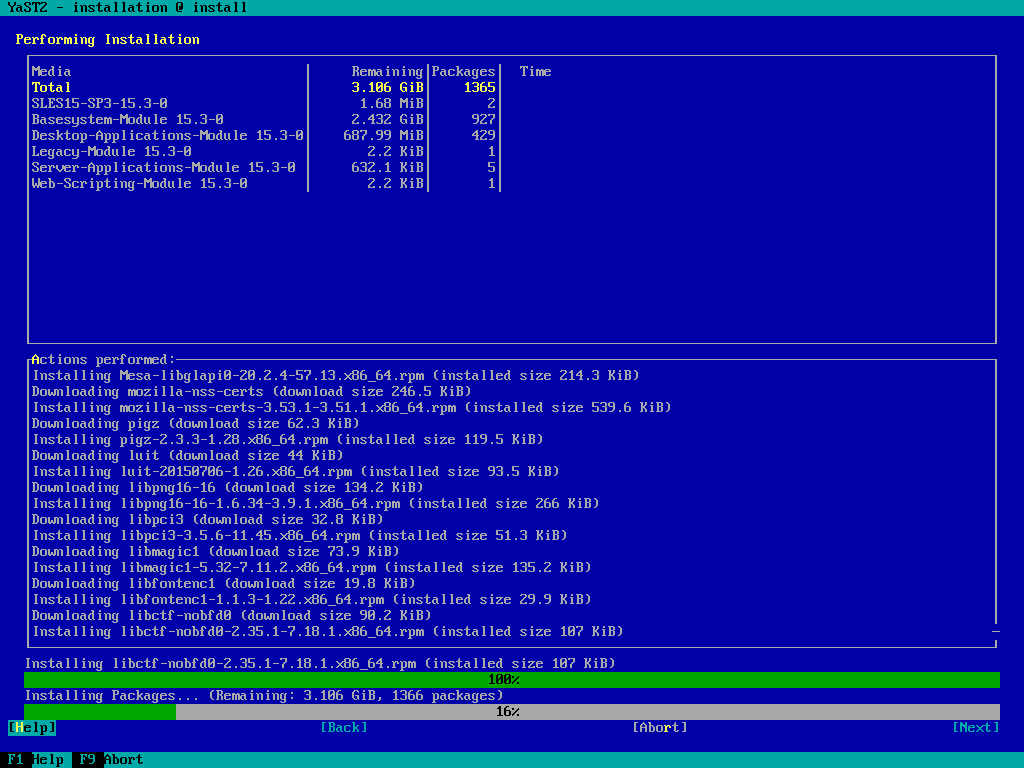 YaST2 - installation @ install
Performing Installation
Media Remaining Packages Time
Total 3.106 GiB 1365
SLES15-SP3-15.3-0 1.68 MiB 2
Basesystem-Module 15.3-0 2.432 GiB 927
Desktop-Applications-Module 15.3-0 687.99 MiB 429
Legacy-Module 15.3-0 2.2 KiB 1
Server-Applications-Module 15.3-0 632.1 KiB 5
Web-Scripting-Module 15.3-0 2.2 KiB 1
Actions performed:
Installing Mesa-libglapi0-20.2.4-57.13.x86_64.rpm (installed size 214.3 KiB)
Downloading mozilla-nss-certs (download size 246.5 KiB)
Installing mozilla-nss-certs-3.53.1-3.51.1.x86_64.rpm (installed size 539.6 KiB)
Downloading pigz (download size 62.3 KiB)
Installing pigz-2.3.3-1.28.x86_64.rpm (installed size 119.5 KiB)
Downloading luit (download size 44 KiB)
Installing luit-20150706-1.26.x86_64.rpm (installed size 93.5 KiB)
Downloading libpng16-16 (download size 134.2 KiB)
Installing libpng16-16-1.6.34-3.9.1.x86_64.rpm (installed size 266 KiB)
Downloading libpci3 (download size 32.8 KiB)
Installing libpci3-3.5.6-11.45.x86_64.rpm (installed size 51.3 KiB)
Downloading libmagic1 (download size 73.9 KiB)
Installing libmagic1-5.32-7.11.2.x86_64.rpm (installed size 135.2 KiB)
Downloading libfontenc1 (download size 19.8 KiB)
Installing libfontenc1-1.1.3-1.22.x86_64.rpm (installed size 29.9 KiB)
Downloading libctf-nobfd0 (download size 90.2 KiB)
Installing libctf-nobfd0-2.35.1-7.18.1.x86_64.rpm (installed size 107 KiB)
Installing libctf-nobfd0-2.35.1-7.18.1.x86_64.rpm (installed size 107 KiB)
100%
Installing Packages... (Remaining: 3.106 GiB, 1366 packages)
16%
[Help] [Back] [Abort] [Next]
F1 Help F9 Abort